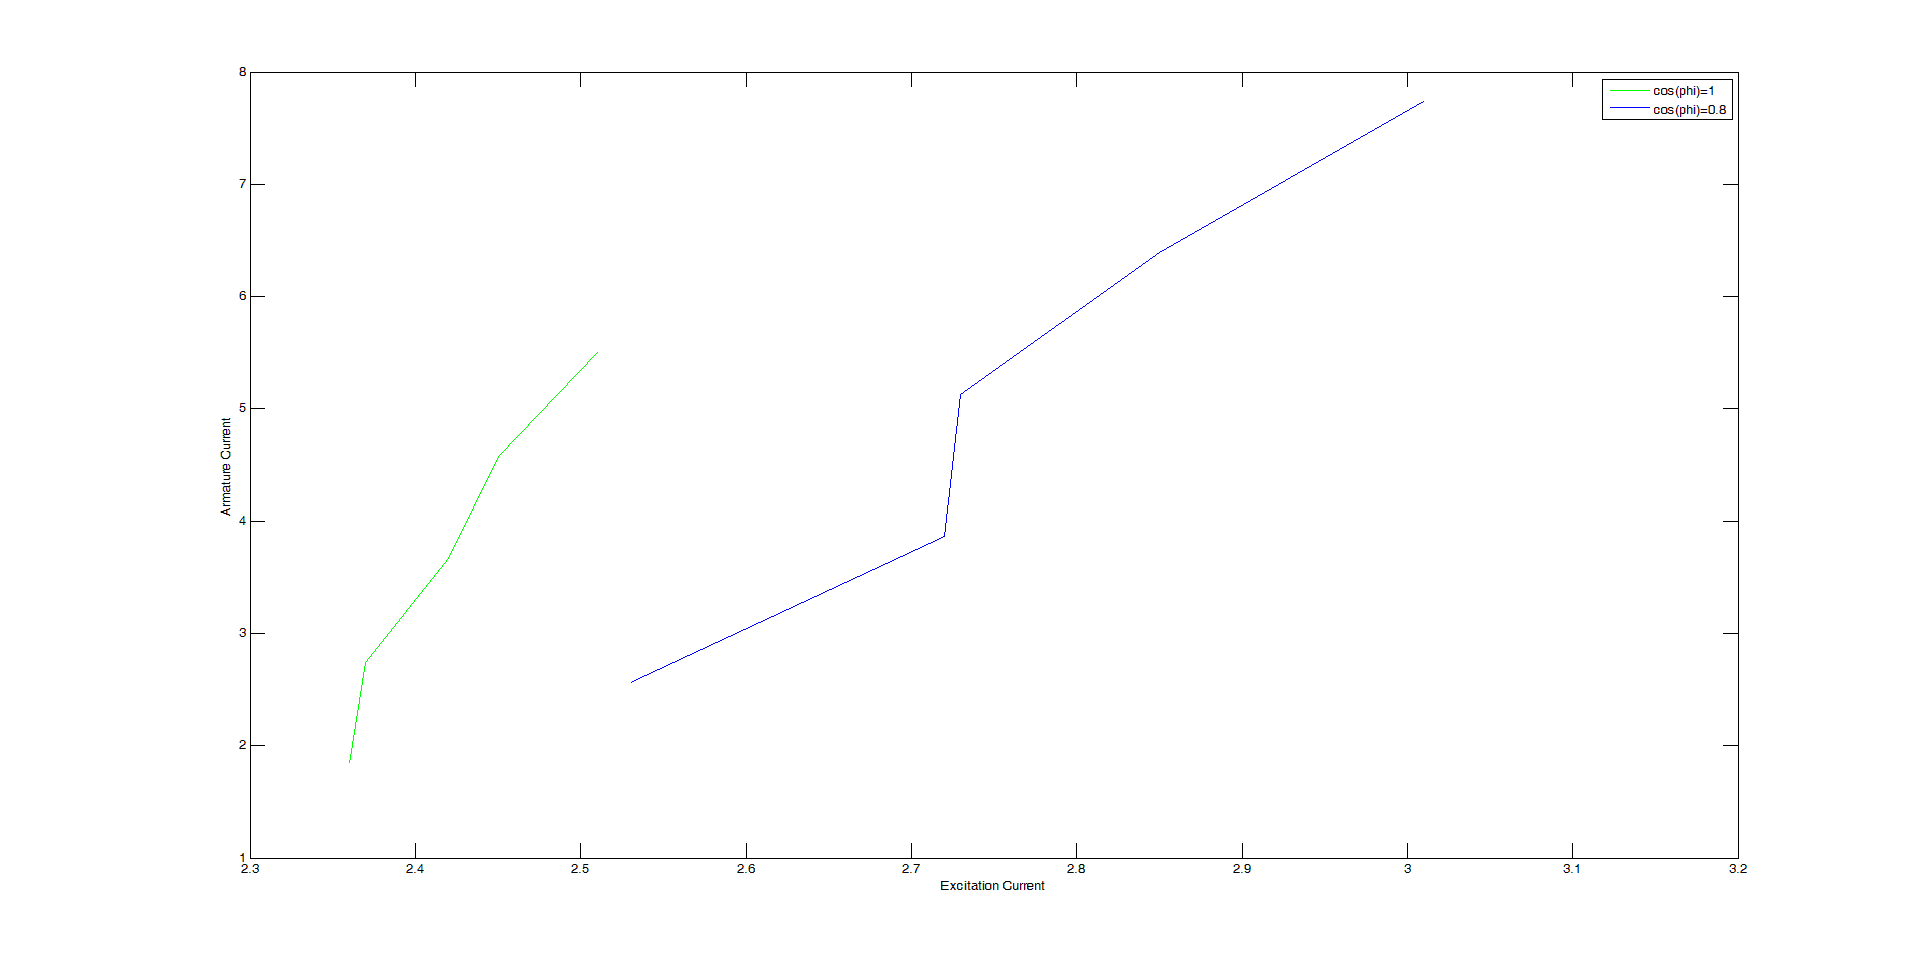 8
7
6
5
4
3
2
1
Armature Current
2.3 2.4 2.5 2.6 2.7 2.8 2.9 3 3.1 3.2
Excitation Current
cos(phi)=1
cos(phi)=0.8